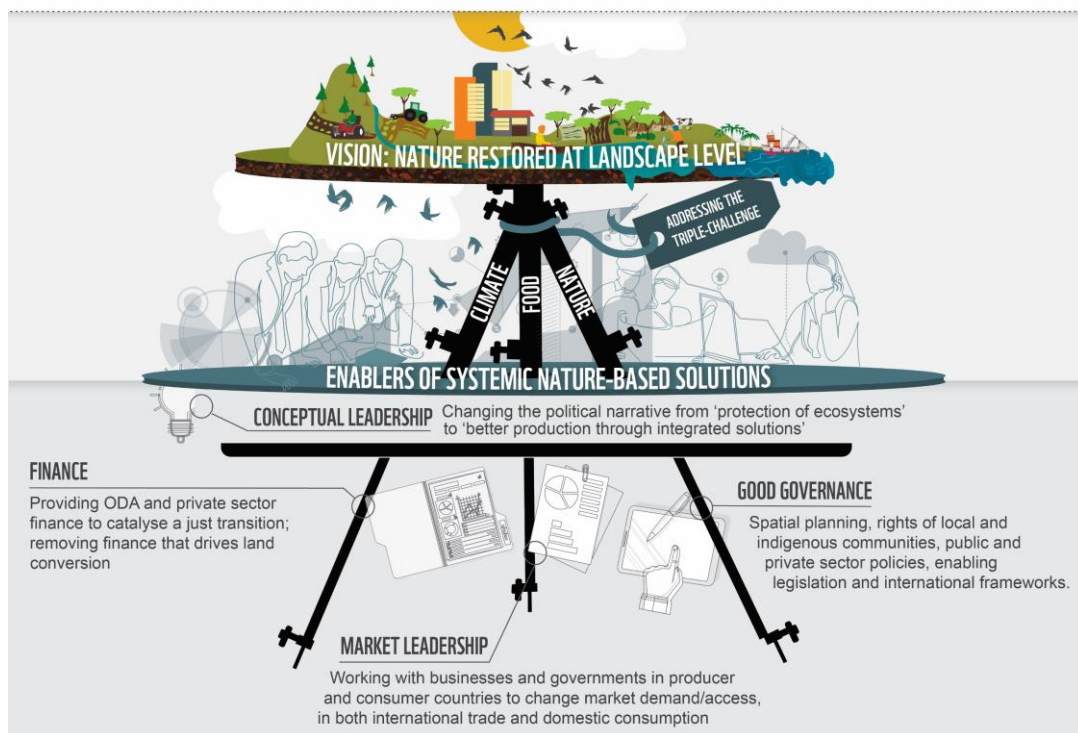 VISION: NATURE RESTORED AT LANDSCAPE LEVEL
ADDRESSING THE
TRIPLE-CHALLENGE
CLIMATE
FOOD
NATURE
ENABLERS OF SYSTEMIC NATURE-BASED SOLUTIONS
CONCEPTUAL LEADERSHIP
Changing the political narrative from ‘protection of ecosystems’
to ‘better production through integrated solutions’
FINANCE
Providing ODA and private sector
finance to catalyse a just transition;
removing finance that drives land
conversion
GOOD GOVERNANCE
Spatial planning, rights of local and
indigenous communities, public and
private sector policies, enabling
legislation and international frameworks.
MARKET LEADERSHIP
Working with businesses and governments in producer
and consumer countries to change market demand/access,
in both international trade and domestic consumption